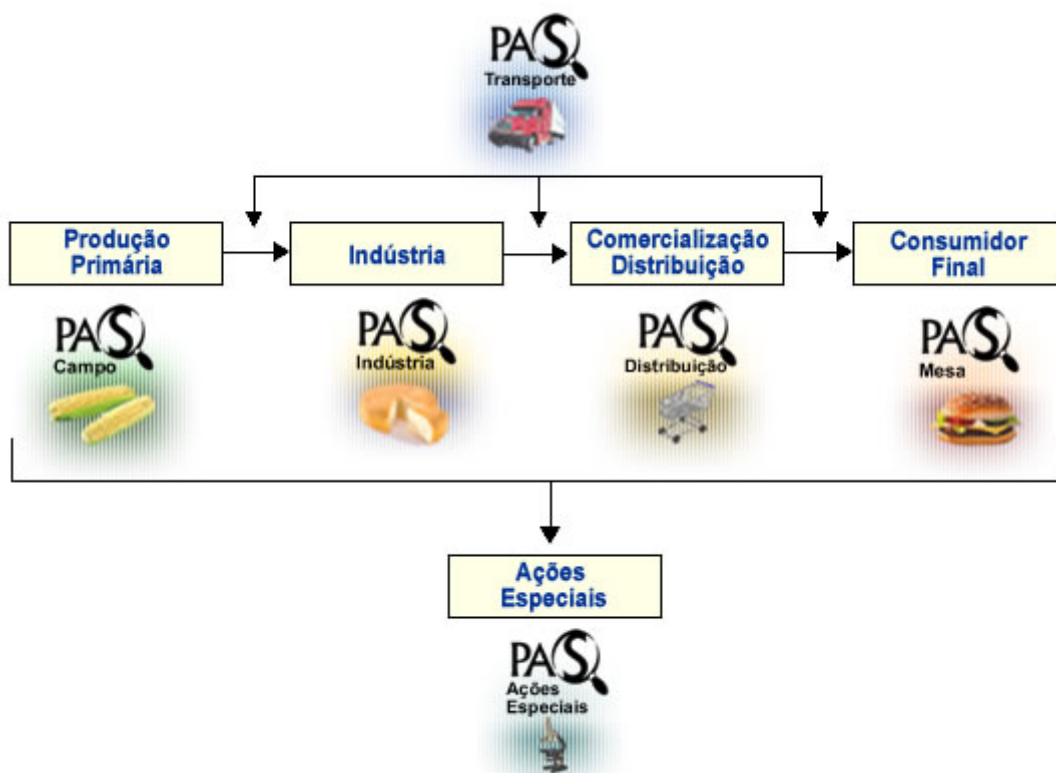 PAS
Transporte
Produção
Primária
Indústria
Comercialização
Distribuição
Consumidor
Final
PAS
Campo
PAS
Indústria
PAS
Distribuição
PAS
Mesa
Ações
Especiais
PAS
Ações
Especiais